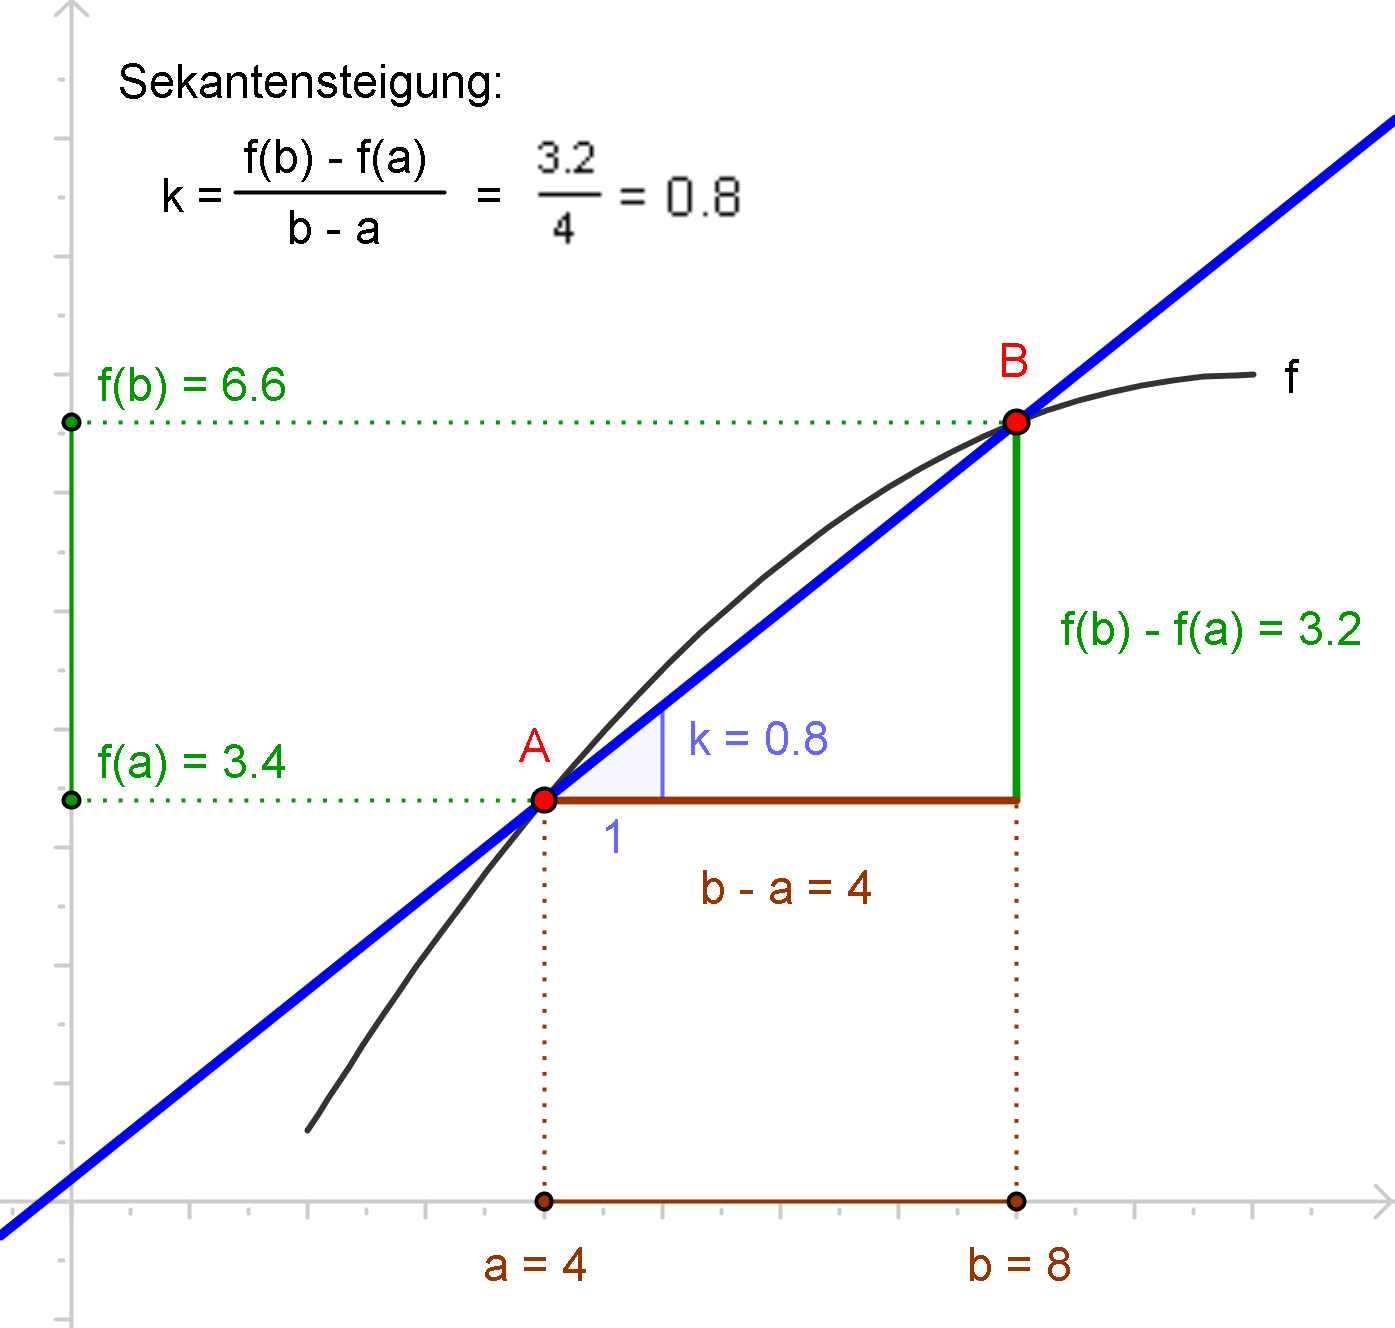 Sekantensteigung:
k = f(b) - f(a) / b - a = 3.2 / 4 = 0.8
f(b) = 6.6
B
f
f(b) - f(a) = 3.2
A
k = 0.8
f(a) = 3.4
1
b - a = 4
a = 4
b = 8